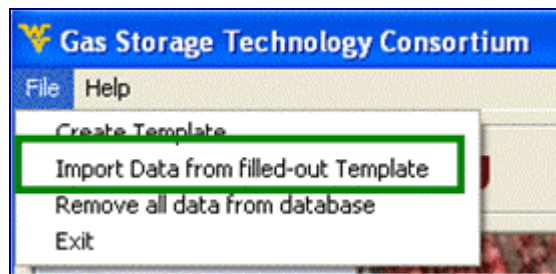 Gas Storage Technology Consortium
File Help
Create Template
Import Data from filled-out Template
Remove all data from database
Exit